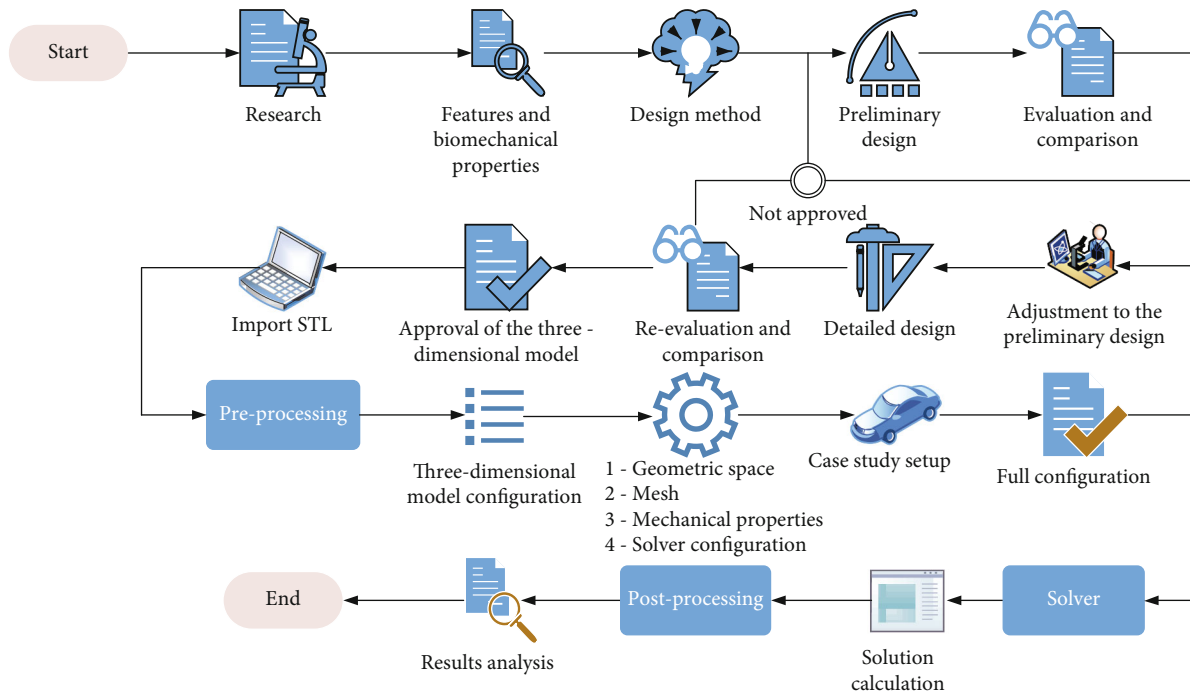 Start
Research
Features and
biomechanical
properties
Design method
Preliminary
design
Evaluation and
comparison
Not approved
Import STL
Approval of the three -
dimensional model
Re-evaluation and
comparison
Detailed design
Adjustment to the
preliminary design
Pre-processing
Three-dimensional
model configuration
1 - Geometric space
2 - Mesh
3 - Mechanical properties
4 - Solver configuration
Case study setup
Full configuration
End
Results analysis
Post-processing
Solution
calculation
Solver